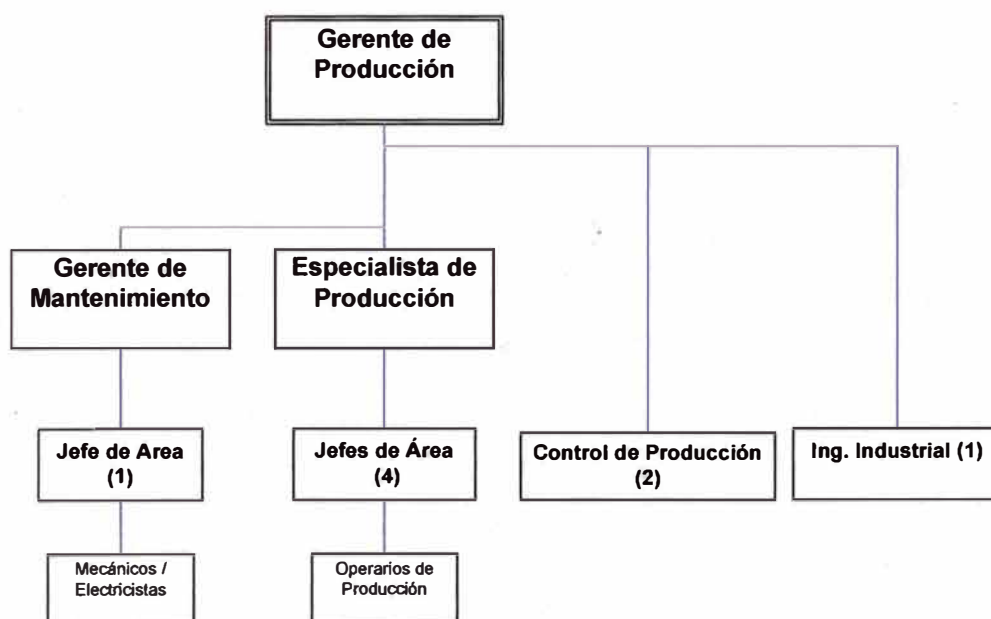 Gerente de
Producción
Gerente de
Mantenimiento
Especialista de
Producción
Jefe de Area
(1)
Jefes de Área
(4)
Control de Producción
(2)
Ing. Industrial (1)
Mecánicos /
Electricistas
Operarios de
Producción